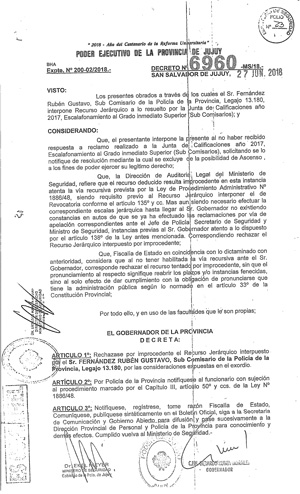 "2018 - Año del Centenario de la Reforma Universitaria"
PODER EJECUTIVO DE LA PROVINCIA DE JUJUY
BHA
Expte. Nº 200-02/2018.-
DECRETO Nº 6960 -MS/18.-
SAN SALVADOR DE JUJUY, 27 JUN. 2018
VISTO:
Los presentes obrados a través de los cuales el Sr. Fernández
Rubén Gustavo, Sub Comisario de la Policía de la Provincia, Legajo 13.180,
interpone Recurso Jerárquico a lo resuelto por la Junta de Calificaciones año
2017, Escalafonamiento al Grado inmediato Superior (Sub Comisarios); y
CONSIDERANDO:
Que, el presente interpone la presente al no haber recibido
respuesta a reclamo realizado a la Junta de Calificaciones año 2017,
Escalafonamiento al Grado inmediato Superior (Sub Comisarios), solicitando se lo
notifique de resolución mediante la cual se excluye de la posibilidad de Ascenso,
a los fines de poder ejercer su legitimo derecho;
Que, la Dirección de Auditoría Legal del Ministerio de
Seguridad, refiere que el recurso deducido resulta improcedente en esta instancia
atenta la vía recursiva prevista por la Ley de Procedimiento Administrativo Nº
1886/48, siendo requisito previo al Recurso Jerárquico interponer el de
Revocatoria conforme el artículo 135º y cc. Mas aun siendo necesario efectuar la
correspondiente escalas jerárquicas hasta llegar al Sr. Gobernador no existiendo
constancias en autos de que se ya ha efectuado las reclamaciones por vía de
apelación correspondientes ante el Jefe de Policía, Secretario de Seguridad y
Ministro de Seguridad, instancias previas al Sr. Gobernador atento a lo dispuesto
por el artículo 138º de la Ley antes mencionada. Correspondiendo rechazar el
Recurso Jerárquico interpuesto por improcedente;
Que, Fiscalía de Estado en coincidencia con lo dictaminado con
anterioridad, considera que al no tener habilitada la vía recursiva ante el Sr.
Gobernador, corresponde rechazar el recurso tentado por improcedente, sin que el
pronunciamiento al respecto signifique reabrir los plazos y/o instancias fenecidas,
sino al solo efecto de dar cumplimiento con la obligación de pronunciarse que
tiene la administración pública según lo normado en el artículo 33º de la
Constitución Provincial;
Por todo ello, y en uso de las facultades que le son propias;
EL GOBERNADOR DE LA PROVINCIA
D E C R E T A:
ARTICULO 1º: Rechazase por improcedente el Recurso Jerárquico interpuesto
por el Sr. FERNÁNDEZ RUBÉN GUSTAVO, Sub Comisario de la Policía de la
Provincia, Legajo 13.180, por las consideraciones expuestas en el exordio.
ARTICULO 2º: Por Policía de la Provincia notifíquese al funcionario con sujeción
al procedimiento marcado por el Capítulo III, artículo 50º y ccs. de la Ley Nº
1886/48.
ARTICULO 3º: Notifíquese, regístrese, tome razón Fiscalía de Estado,
Comuníquese, publíquese sintéticamente en Boletín Oficial, siga a la Secretaría
de Comunicación y Gobierno Abierto para difusión y pase sucesivamente a la
Dirección Provincial de Personal y Policía de la Provincia para conocimiento y
demás efectos. Cumplido vuelva al Ministerio de Seguridad.-
GOBERNADOR